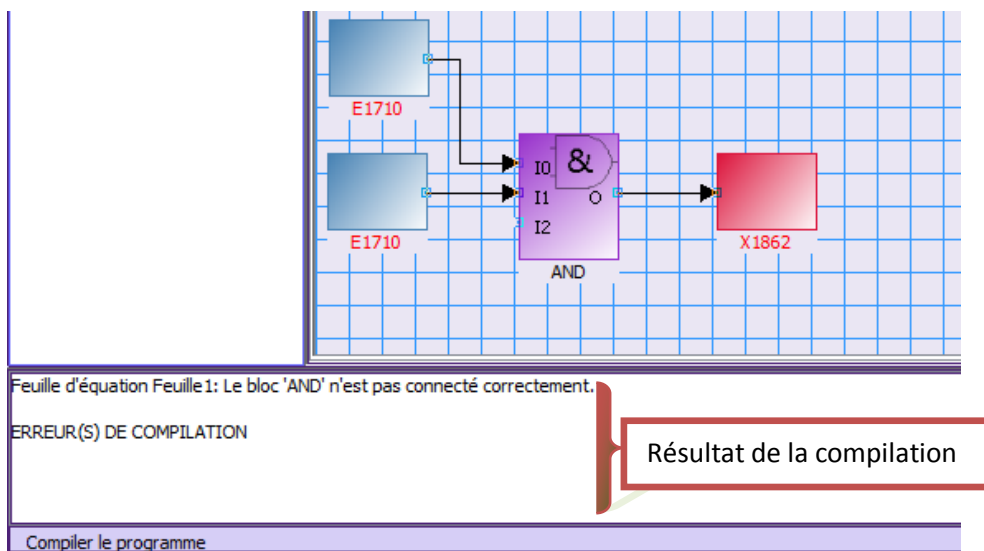 E1710
I0 &
I1 O
E1710
I2
X1862
AND
Feuille d'équation Feuille1: Le bloc 'AND' n'est pas connecté correctement.
ERREUR(S) DE COMPILATION
Résultat de la compilation
Compiler le programme